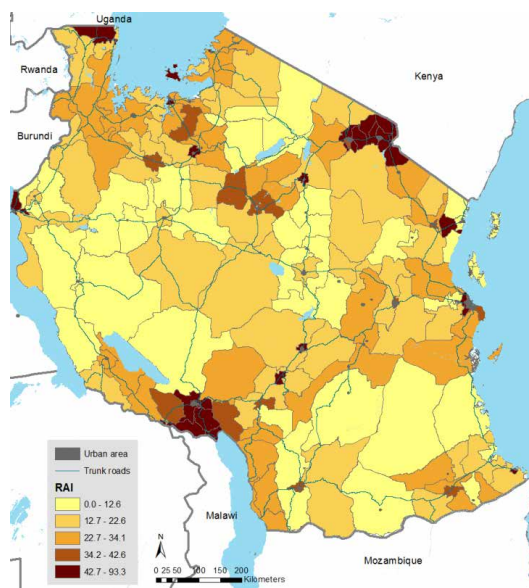 Uganda
Rwanda
Kenya
Burundi
Urban area
Trunk roads
RAI
0.0 - 12.6
12.7 - 22.6
22.7 - 34.1
34.2 - 42.6
42.7 - 93.3
Malawi
N
Mozambique
0 25 50 100 150 200
Kilometers